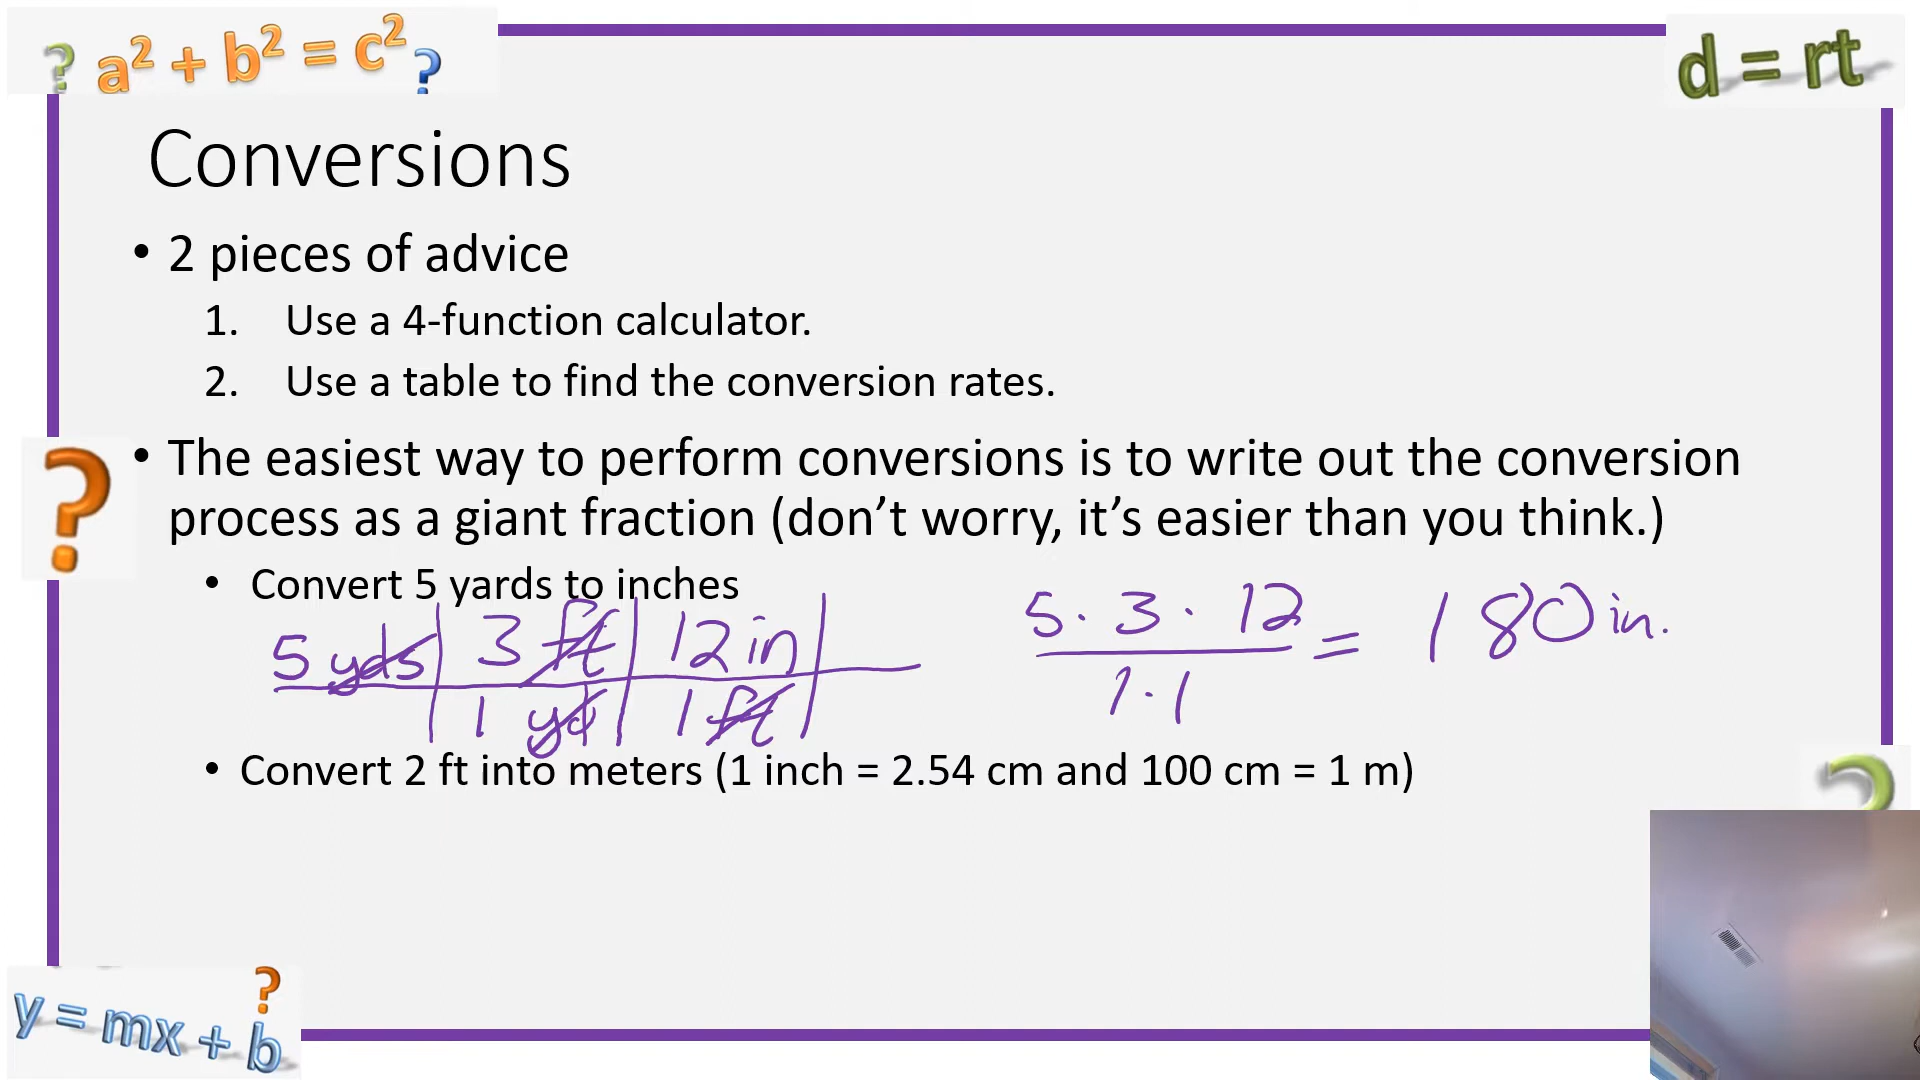 ? a² + b² = c² ?
d = rt
Conversions
• 2 pieces of advice
1. Use a 4-function calculator.
2. Use a table to find the conversion rates.
?
• The easiest way to perform conversions is to write out the conversion
process as a giant fraction (don’t worry, it’s easier than you think.)
• Convert 5 yards to inches
5 yds | 3 ft | 12 in |
1 yd | 1 ft |
5 · 3 · 12 = 180 in.
1 · 1
• Convert 2 ft into meters (1 inch = 2.54 cm and 100 cm = 1 m)
?
?
y = mx + b